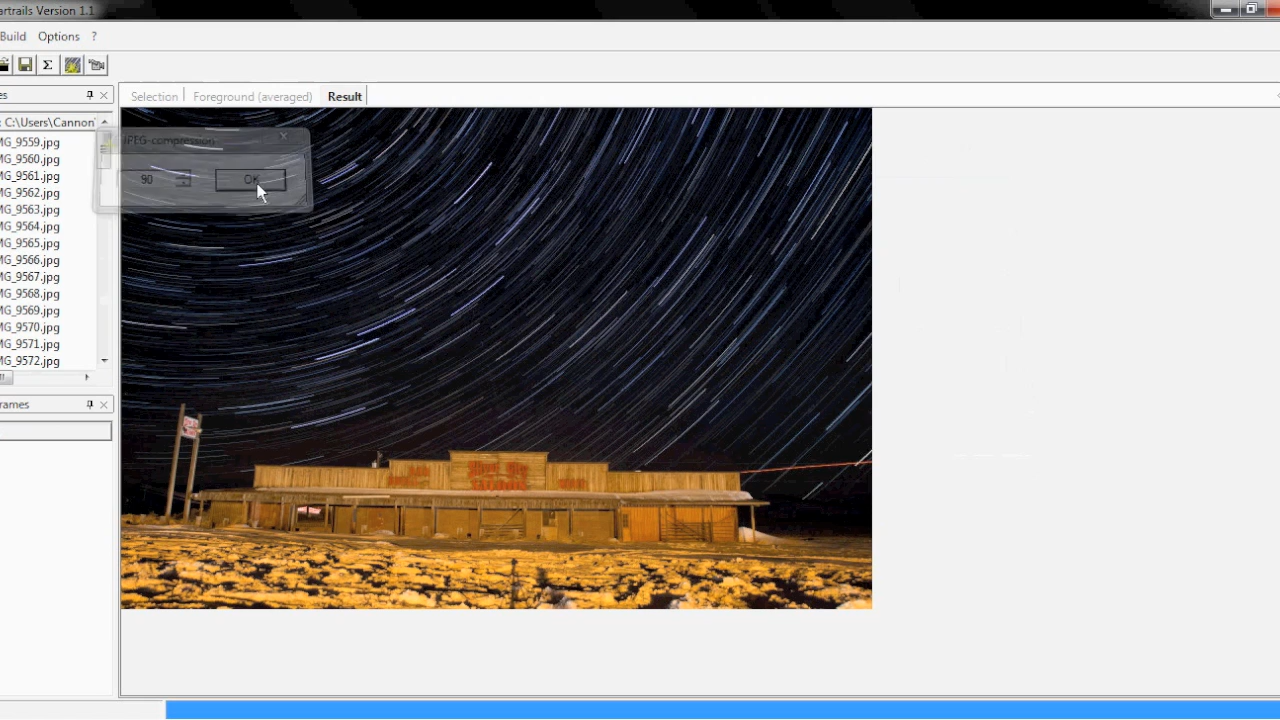 artrails Version 1.1
Build Options ?
es
Selection Foreground (averaged) Result
: C:\Users\Cannon
JPEG-compression
MG_9559.jpg
MG_9560.jpg
MG_9561.jpg
90 OK
MG_9562.jpg
MG_9563.jpg
MG_9564.jpg
MG_9565.jpg
MG_9566.jpg
MG_9567.jpg
MG_9568.jpg
MG_9569.jpg
MG_9570.jpg
MG_9571.jpg
MG_9572.jpg
rames